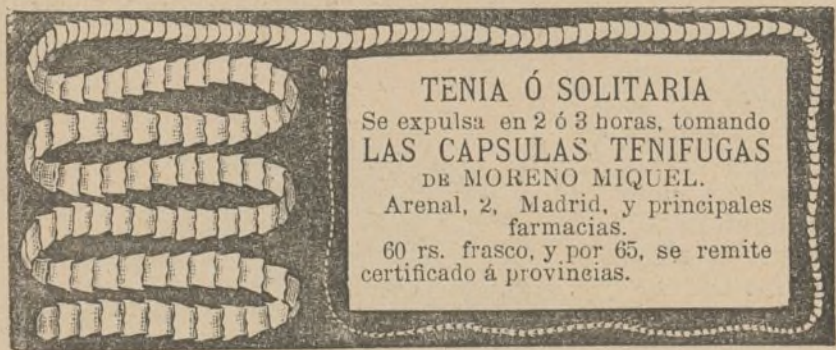 TENIA Ó SOLITARIA
Se expulsa en 2 ó 3 horas, tomando
LAS CAPSULAS TENIFUGAS
DE MORENO MIQUEL.
Arenal, 2, Madrid, y principales
farmacias.
60 rs. frasco, y por 65, se remite
certificado á provincias.